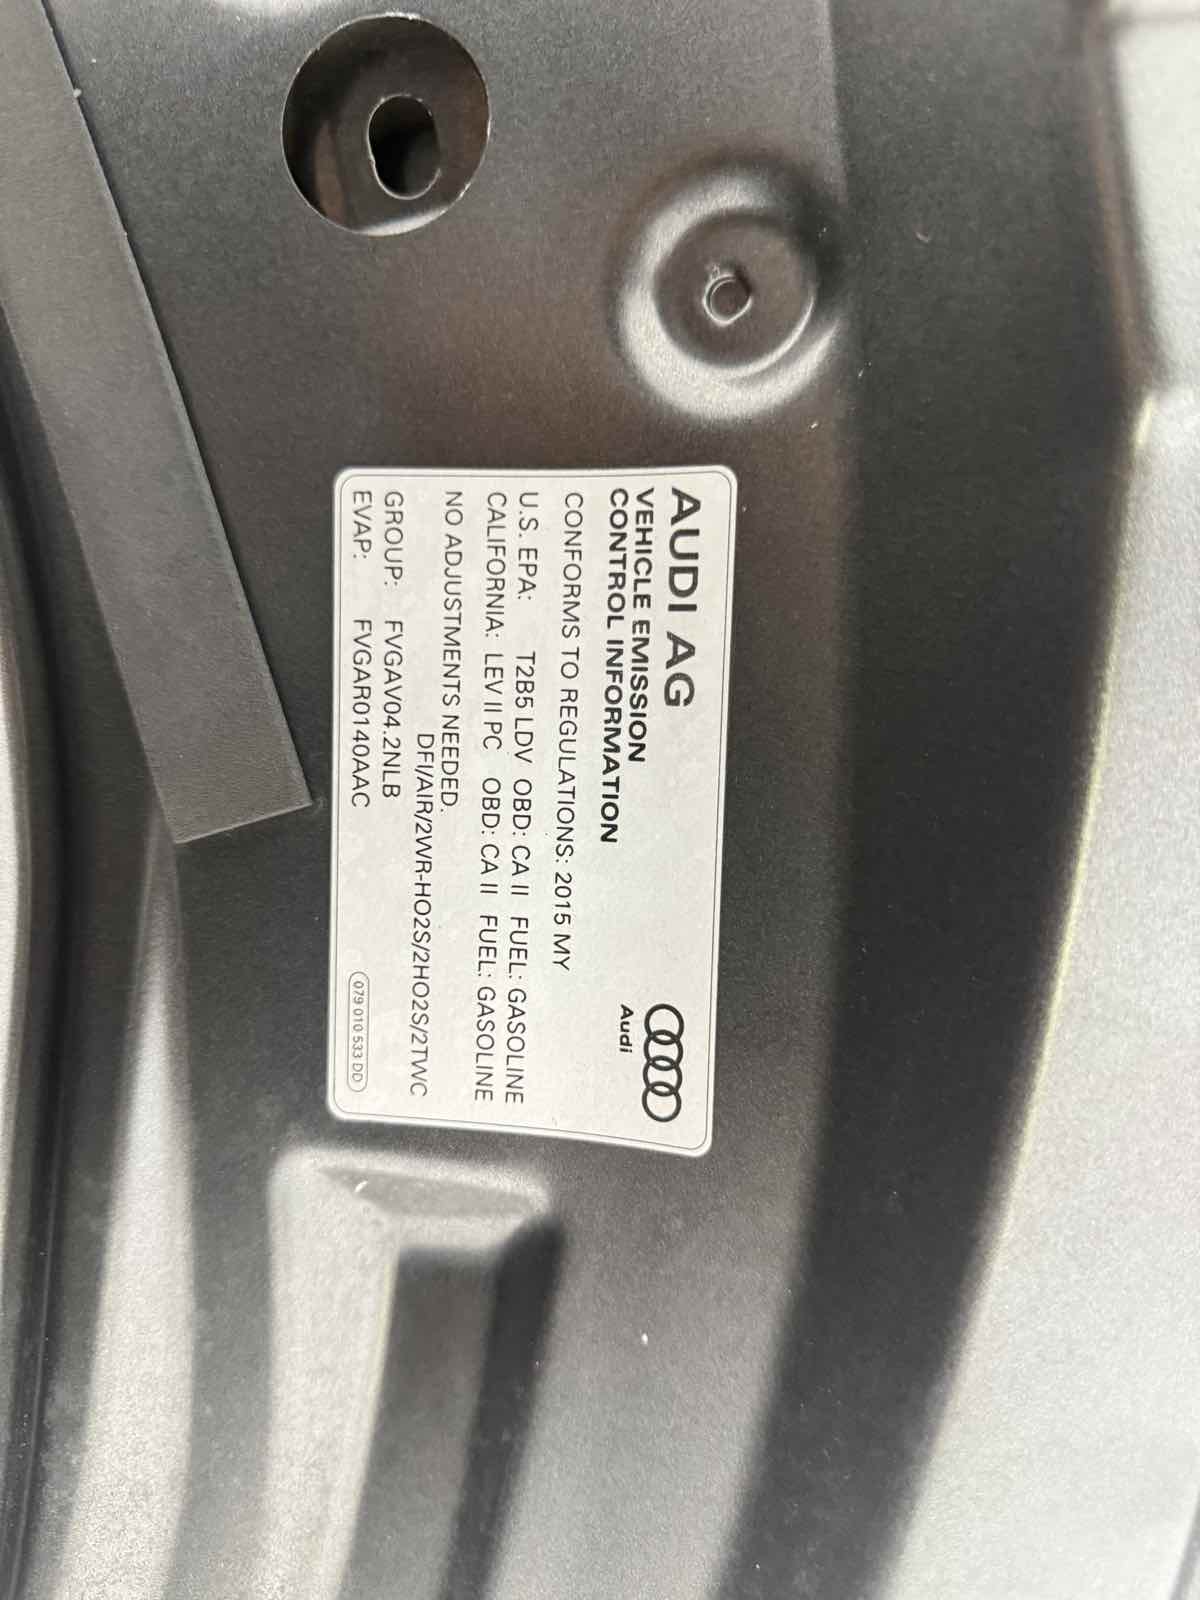 AUDI AG
VEHICLE EMISSION
CONTROL INFORMATION
Audi
CONFORMS TO REGULATIONS: 2015 MY
U.S. EPA: T2B5 LDV OBD: CA II FUEL: GASOLINE
CALIFORNIA: LEV II PC OBD: CA II FUEL: GASOLINE
NO ADJUSTMENTS NEEDED.
DFI/AIR/2WR-HO2S/2HO2S/2TWC
GROUP: FVGAV04.2NLB
EVAP: FVGAR0140AAC
079 010 533 DD